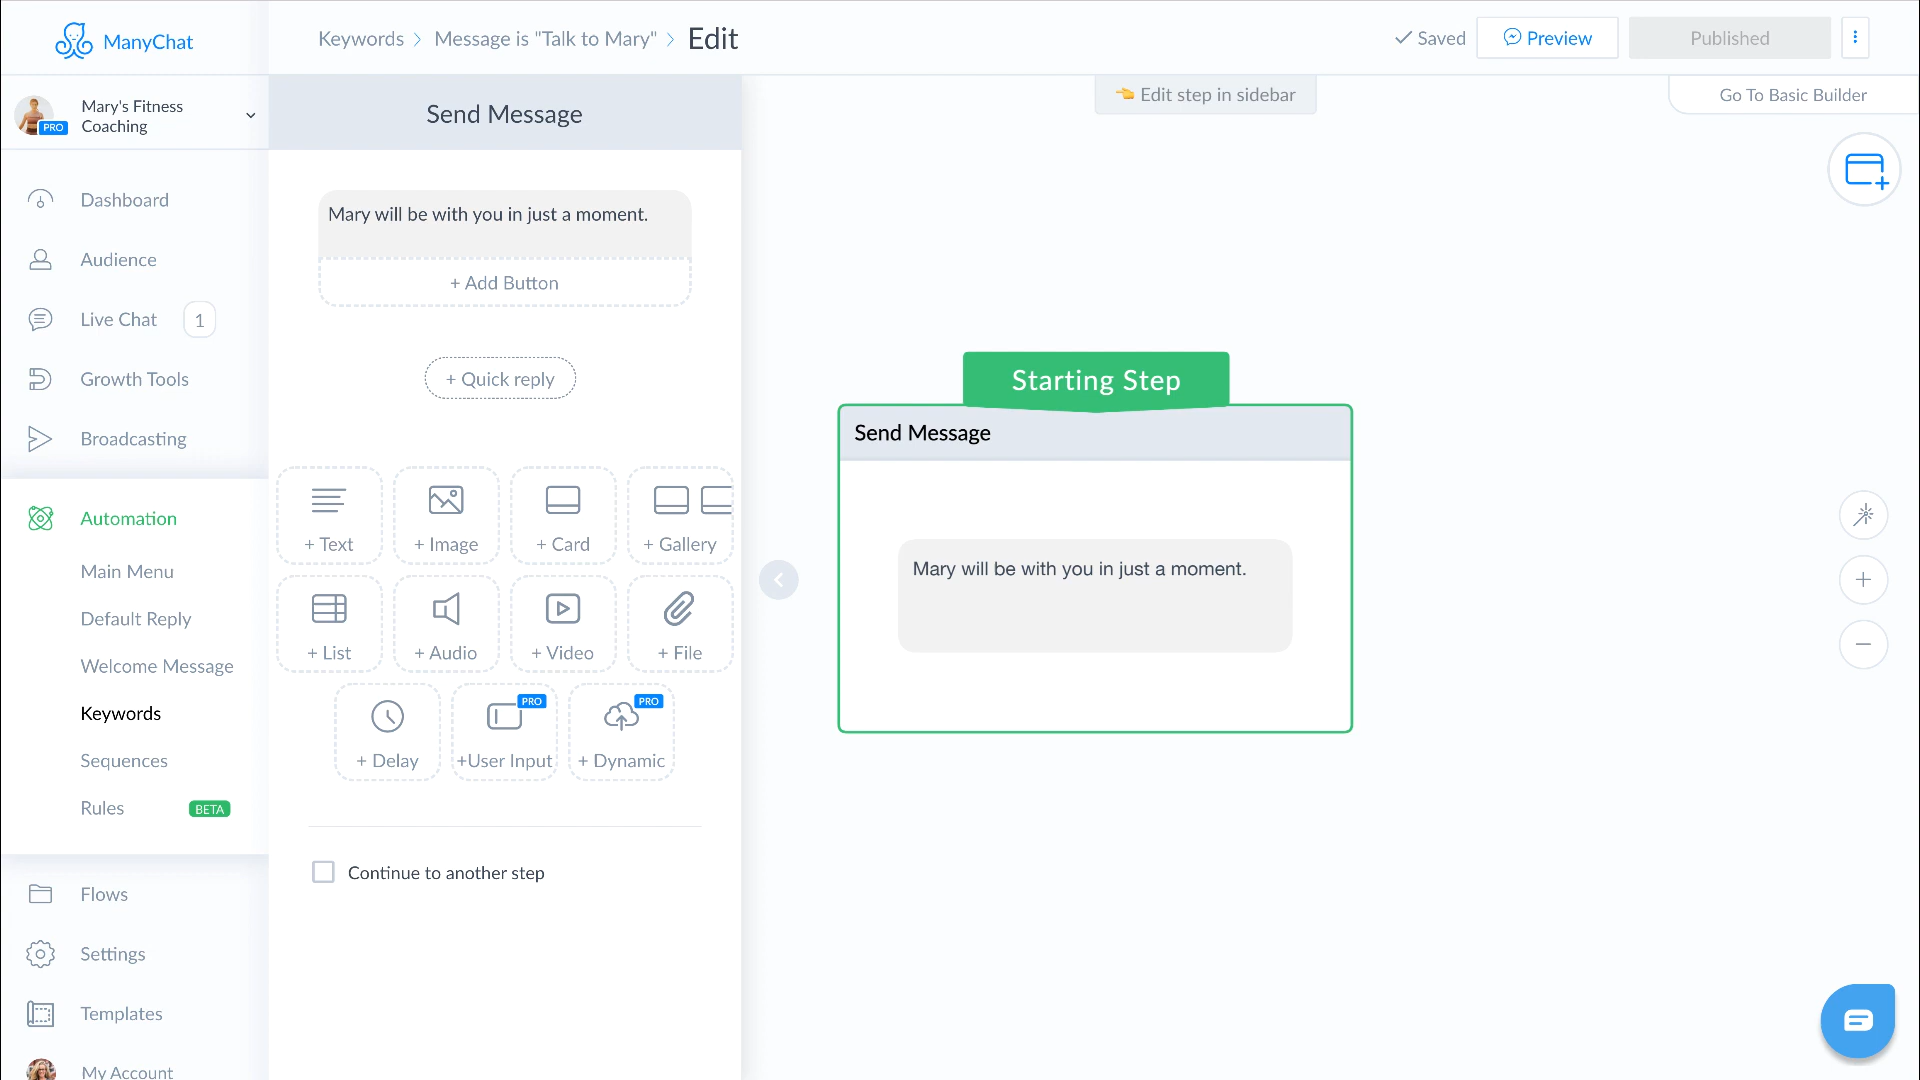 ManyChat
Keywords > Message is "Talk to Mary" > Edit
Saved
Preview
Published
Mary's Fitness
Coaching
PRO
Send Message
Edit step in sidebar
Go To Basic Builder
Dashboard
Audience
Live Chat 1
Growth Tools
Broadcasting
Automation
Main Menu
Default Reply
Welcome Message
Keywords
Sequences
Rules BETA
Flows
Settings
Templates
My Account
Mary will be with you in just a moment.
+ Add Button
+ Quick reply
+ Text
+ Image
+ Card
+ Gallery
+ List
+ Audio
+ Video
+ File
+ Delay
PRO
+User Input
PRO
+ Dynamic
Continue to another step
Starting Step
Send Message
Mary will be with you in just a moment.